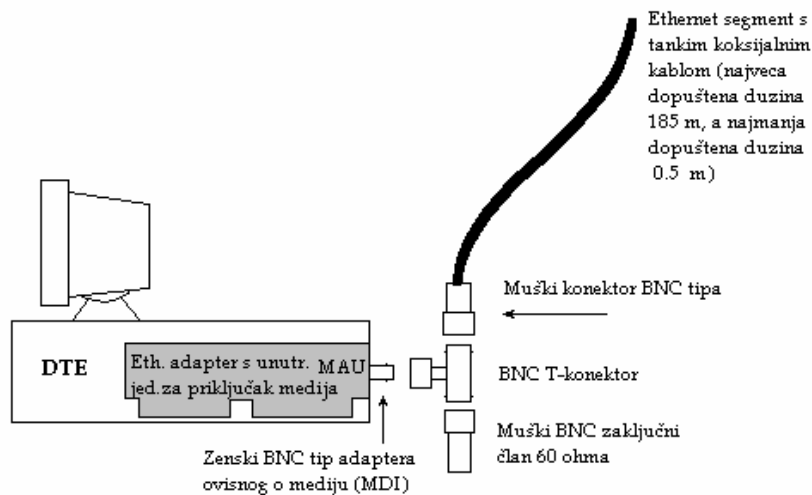 Ethernet segment s
tankim koksijalnim
kablom (najveca
dopuštena duzina
185 m, a najmanja
dopuštena duzina
0.5 m)
Muški konektor BNC tipa
DTE
Eth. adapter s unutr. MAU
jed.za priključak medija
BNC T-konektor
Muški BNC zaključni
član 60 ohma
Zenski BNC tip adaptera
ovisnog o mediju (MDI)